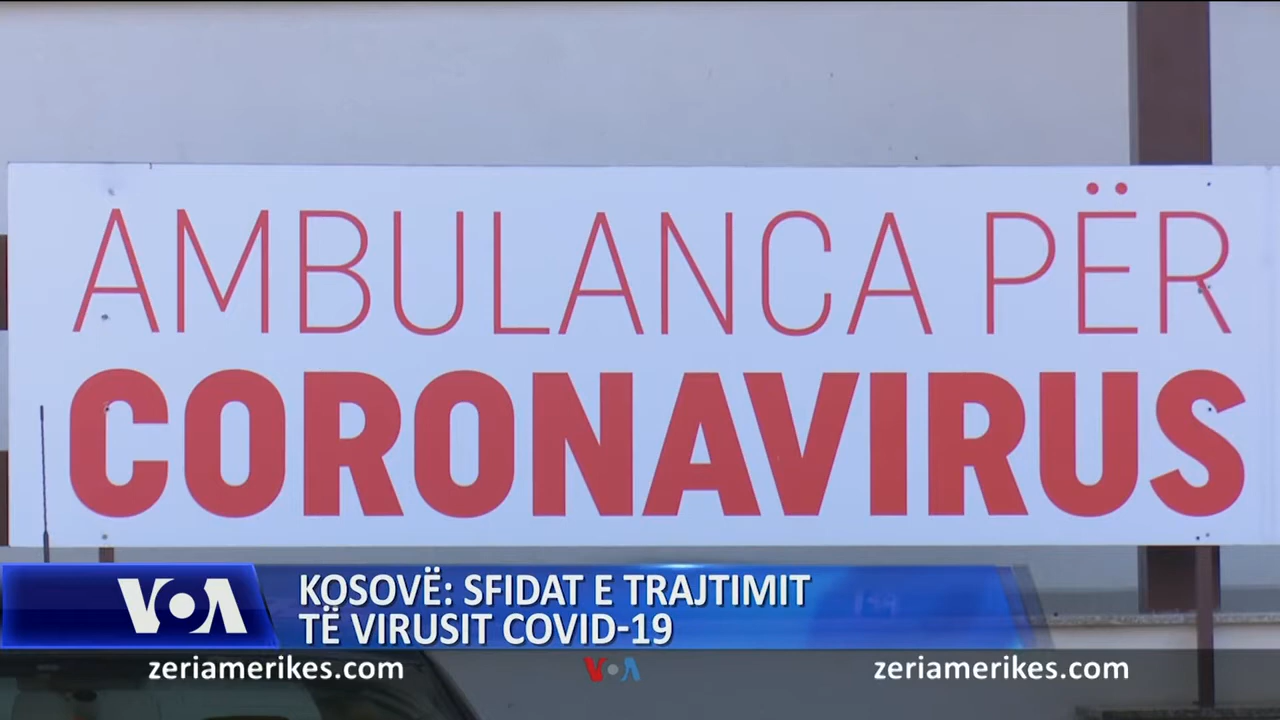 AMBULANCA PËR
CORONAVIRUS
VOA
KOSOVË: SFIDAT E TRAJTIMIT
TË VIRUSIT COVID-19
zeriamerikes.com VOA zeriamerikes.com